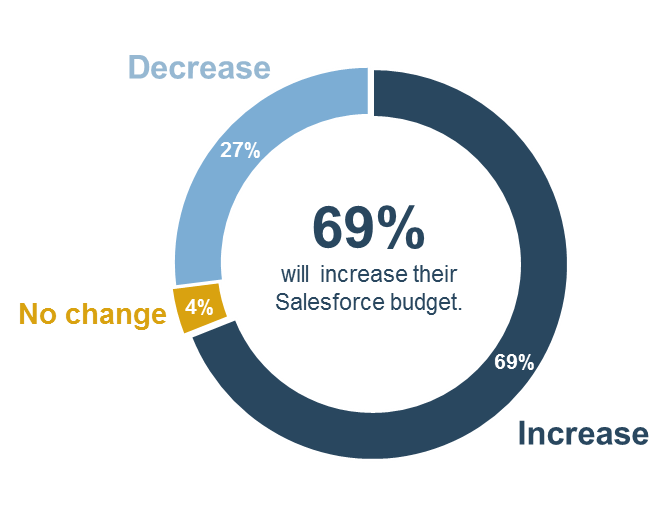 Decrease
27%
69%
will increase their
Salesforce budget.
No change
4%
69%
Increase